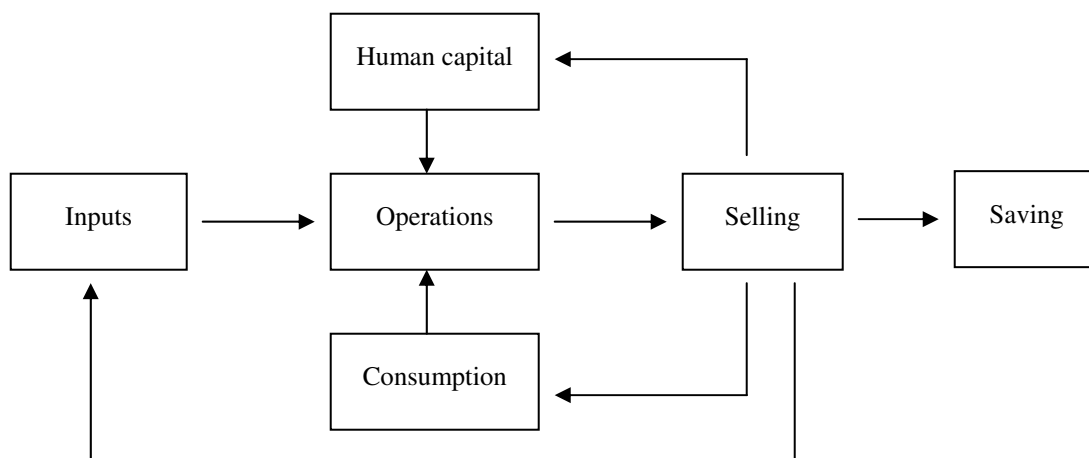 Human capital
Inputs
Operations
Selling
Saving
Consumption